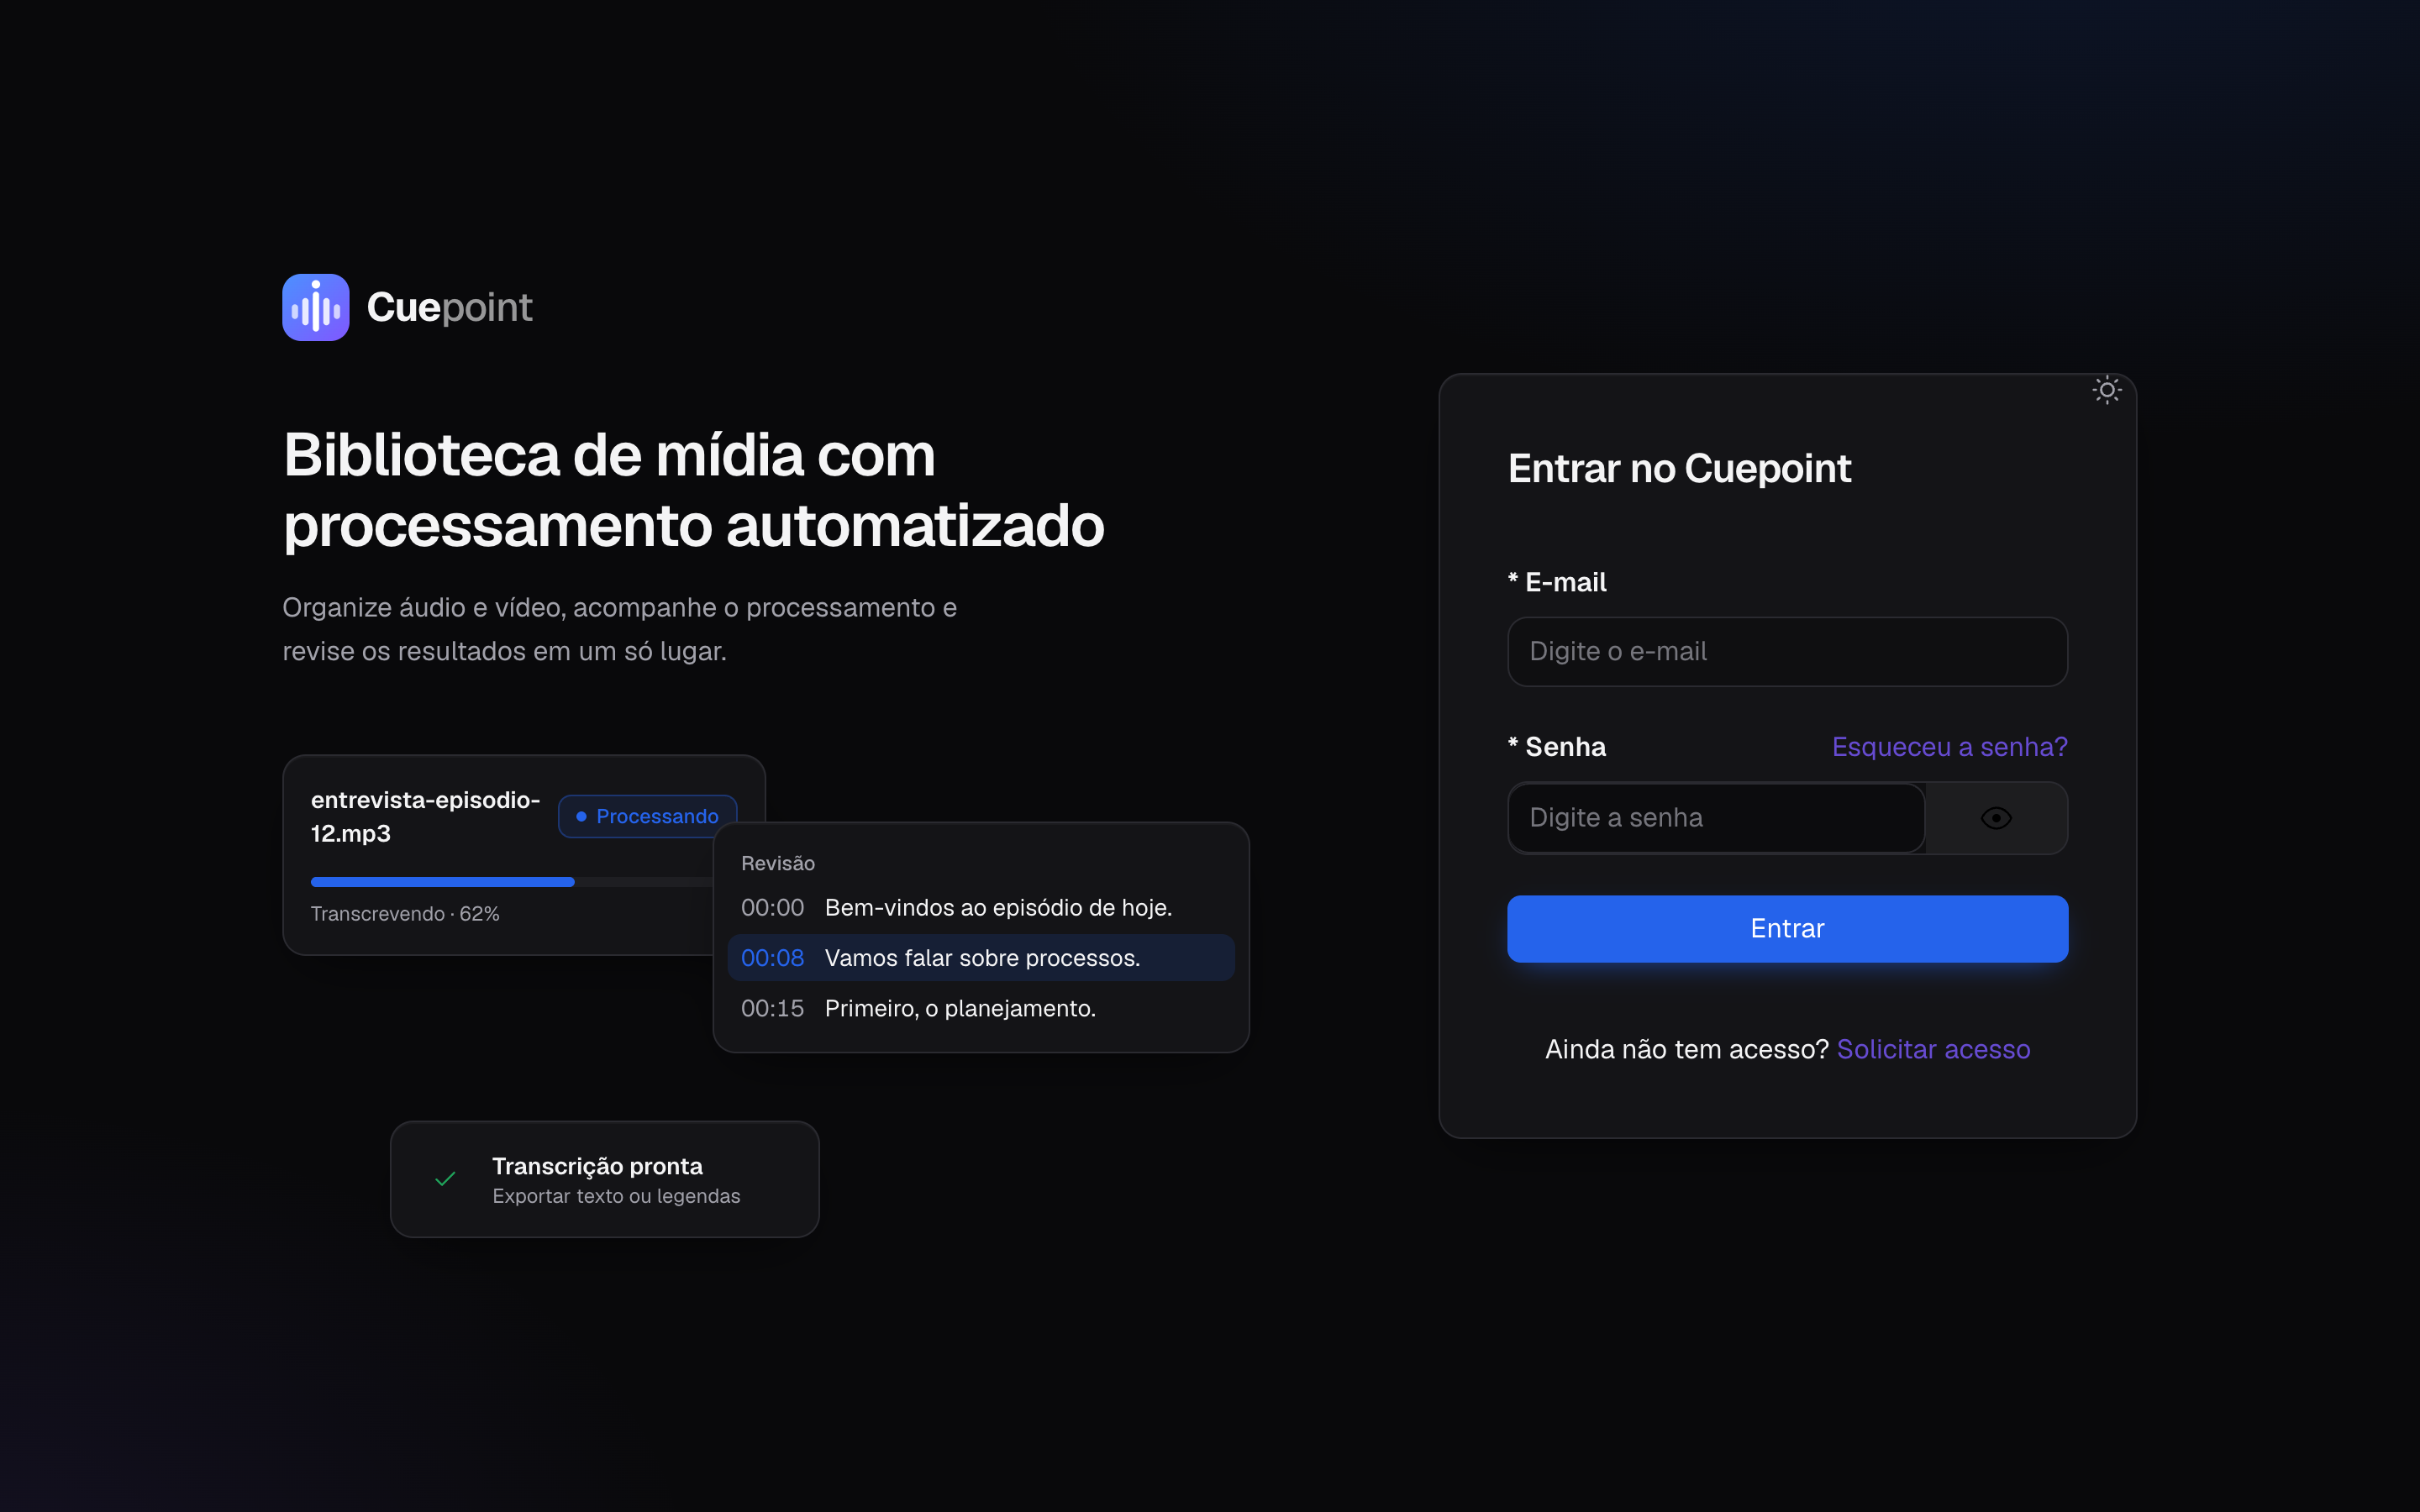 Cuepoint
Biblioteca de mídia com
processamento automatizado
Organize áudio e vídeo, acompanhe o processamento e
revise os resultados em um só lugar.
entrevista-episodio-
12.mp3
Processando
Transcrevendo · 62%
Revisão
00:00 Bem-vindos ao episódio de hoje.
00:08 Vamos falar sobre processos.
00:15 Primeiro, o planejamento.
Transcrição pronta
Exportar texto ou legendas
Entrar no Cuepoint
* E-mail
Digite o e-mail
* Senha Esqueceu a senha?
Digite a senha
Entrar
Ainda não tem acesso? Solicitar acesso